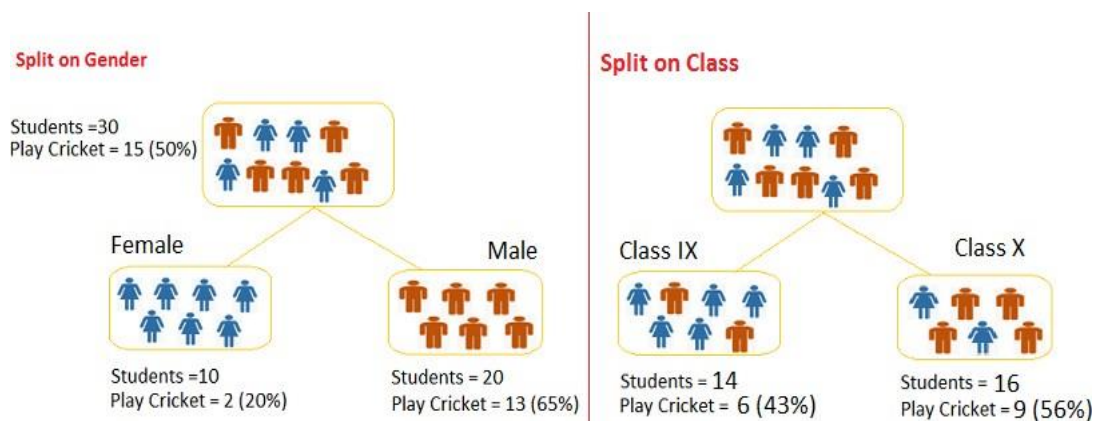 Split on Gender
Students =30
Play Cricket = 15 (50%)
Female
Male
Students =10
Play Cricket = 2 (20%)
Students = 20
Play Cricket = 13 (65%)
Split on Class
Class IX
Class X
Students = 14
Play Cricket = 6 (43%)
Students = 16
Play Cricket = 9 (56%)